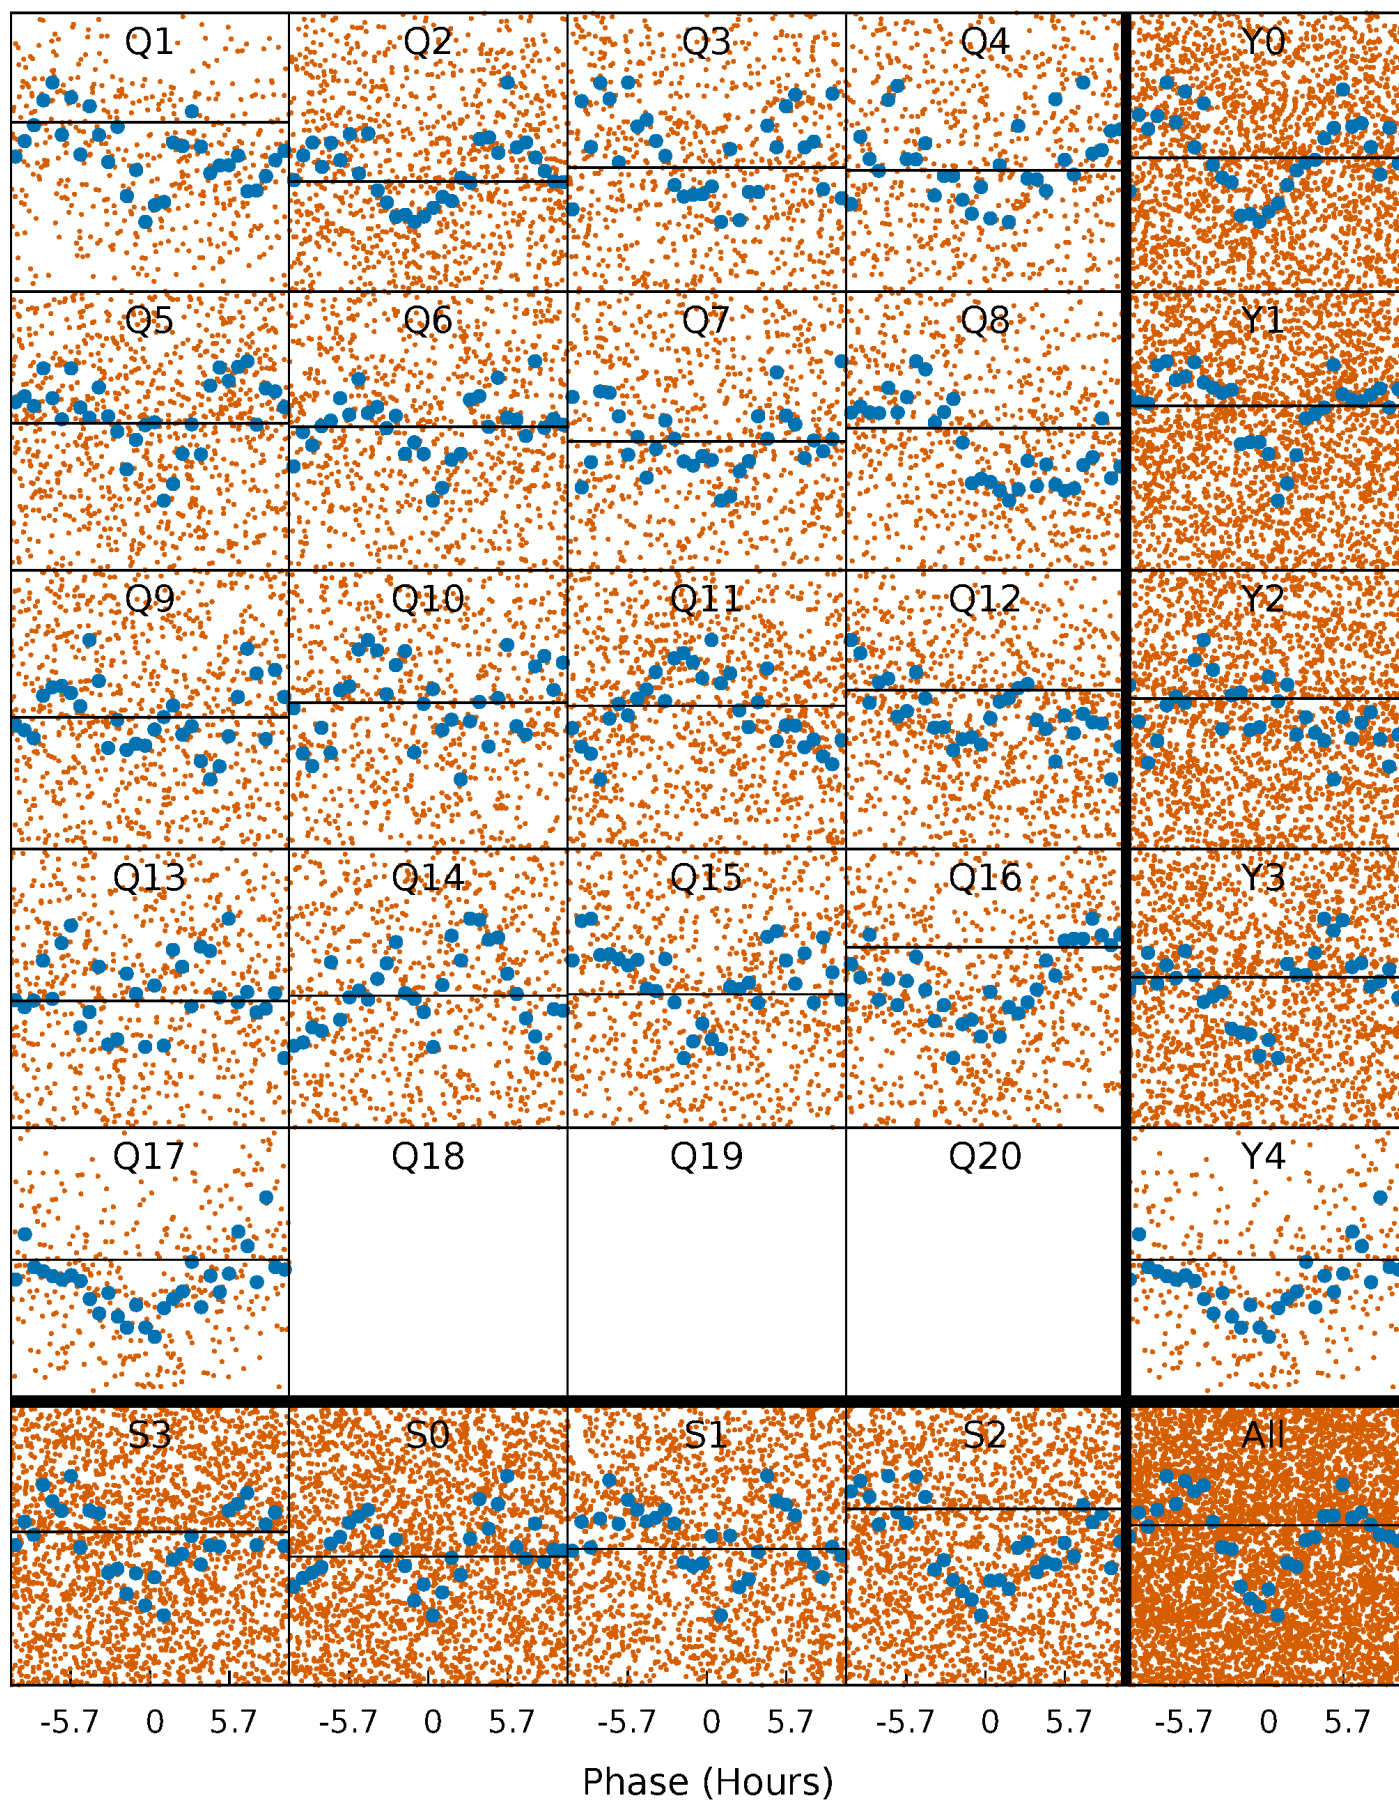 Q1 Q2 Q3 Q4 Y0
Q5 Q6 Q7 Q8 Y1
Q9 Q10 Q11 Q12 Y2
Q13 Q14 Q15 Q16 Y3
Q17 Q18 Q19 Q20 Y4
S3 S0 S1 S2 All
-5.7 0 5.7 -5.7 0 5.7 -5.7 0 5.7 -5.7 0 5.7 -5.7 0 5.7
Phase (Hours)